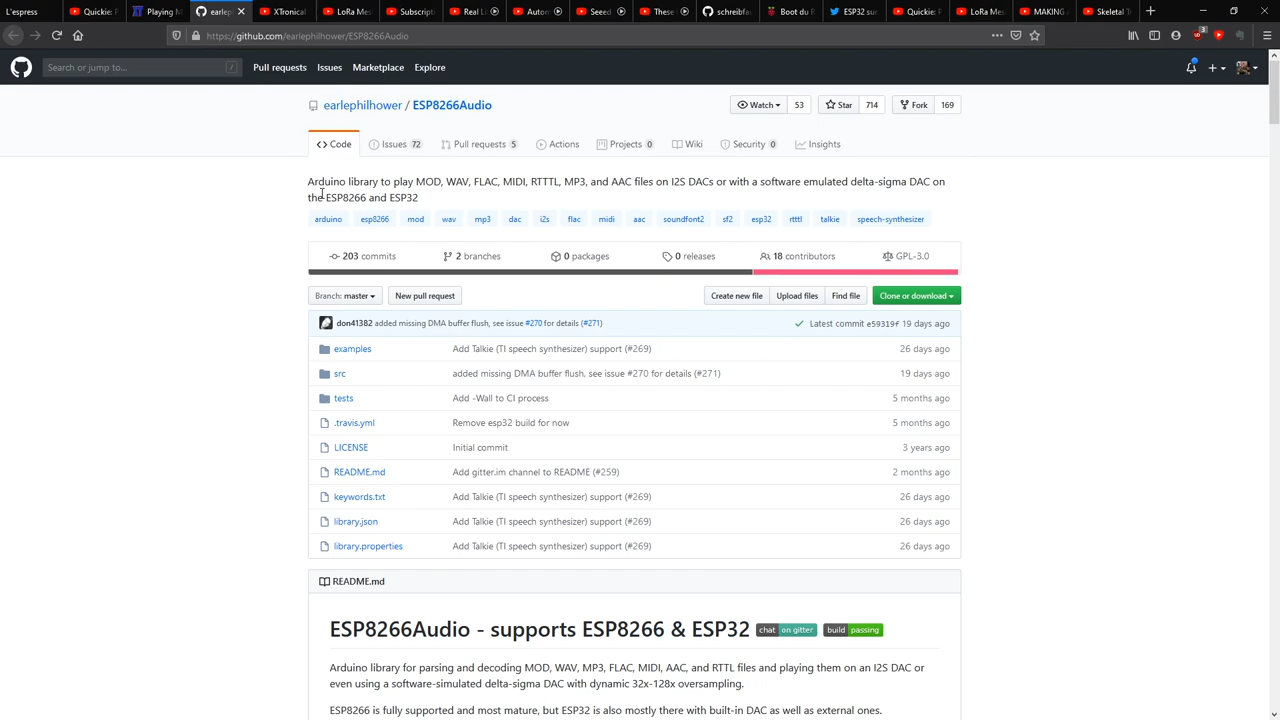 L'espress
Quickie: P
Playing M
earlep
XTronical
LoRa Me
Subscripti
Real L
Auton
Seeed
These
schreibfa
Boot du R
ESP32 su
Quickie: P
LoRa Mes
MAKING A
Skeletal T
https://github.com/earlephilhower/ESP8266Audio
Search or jump to... /
Pull requests Issues Marketplace Explore
earlephilhower / ESP8266Audio
Watch 53 Star 714 Fork 169
Code Issues 72 Pull requests 5 Actions Projects 0 Wiki Security 0 Insights
Arduino library to play MOD, WAV, FLAC, MIDI, RTTTL, MP3, and AAC files on I2S DACs or with a software emulated delta-sigma DAC on
the ESP8266 and ESP32
arduino esp8266 mod wav mp3 dac i2s flac midi aac soundfont2 sf2 esp32 rtttl talkie speech-synthesizer
203 commits 2 branches 0 packages 0 releases 18 contributors GPL-3.0
Branch: master New pull request Create new file Upload files Find file Clone or download
don41382 added missing DMA buffer flush, see issue #270 for details (#271) Latest commit e59319f 19 days ago
examples Add Talkie (TI speech synthesizer) support (#269) 26 days ago
src added missing DMA buffer flush, see issue #270 for details (#271) 19 days ago
tests Add -Wall to CI process 5 months ago
.travis.yml Remove esp32 build for now 5 months ago
LICENSE Initial commit 3 years ago
README.md Add gitter.im channel to README (#259) 2 months ago
keywords.txt Add Talkie (TI speech synthesizer) support (#269) 26 days ago
library.json Add Talkie (TI speech synthesizer) support (#269) 26 days ago
library.properties Add Talkie (TI speech synthesizer) support (#269) 26 days ago
README.md
ESP8266Audio - supports ESP8266 & ESP32 chat on gitter build passing
Arduino library for parsing and decoding MOD, WAV, MP3, FLAC, MIDI, AAC, and RTTL files and playing them on an I2S DAC or
even using a software-simulated delta-sigma DAC with dynamic 32x-128x oversampling.
ESP8266 is fully supported and most mature, but ESP32 is also mostly there with built-in DAC as well as external ones.